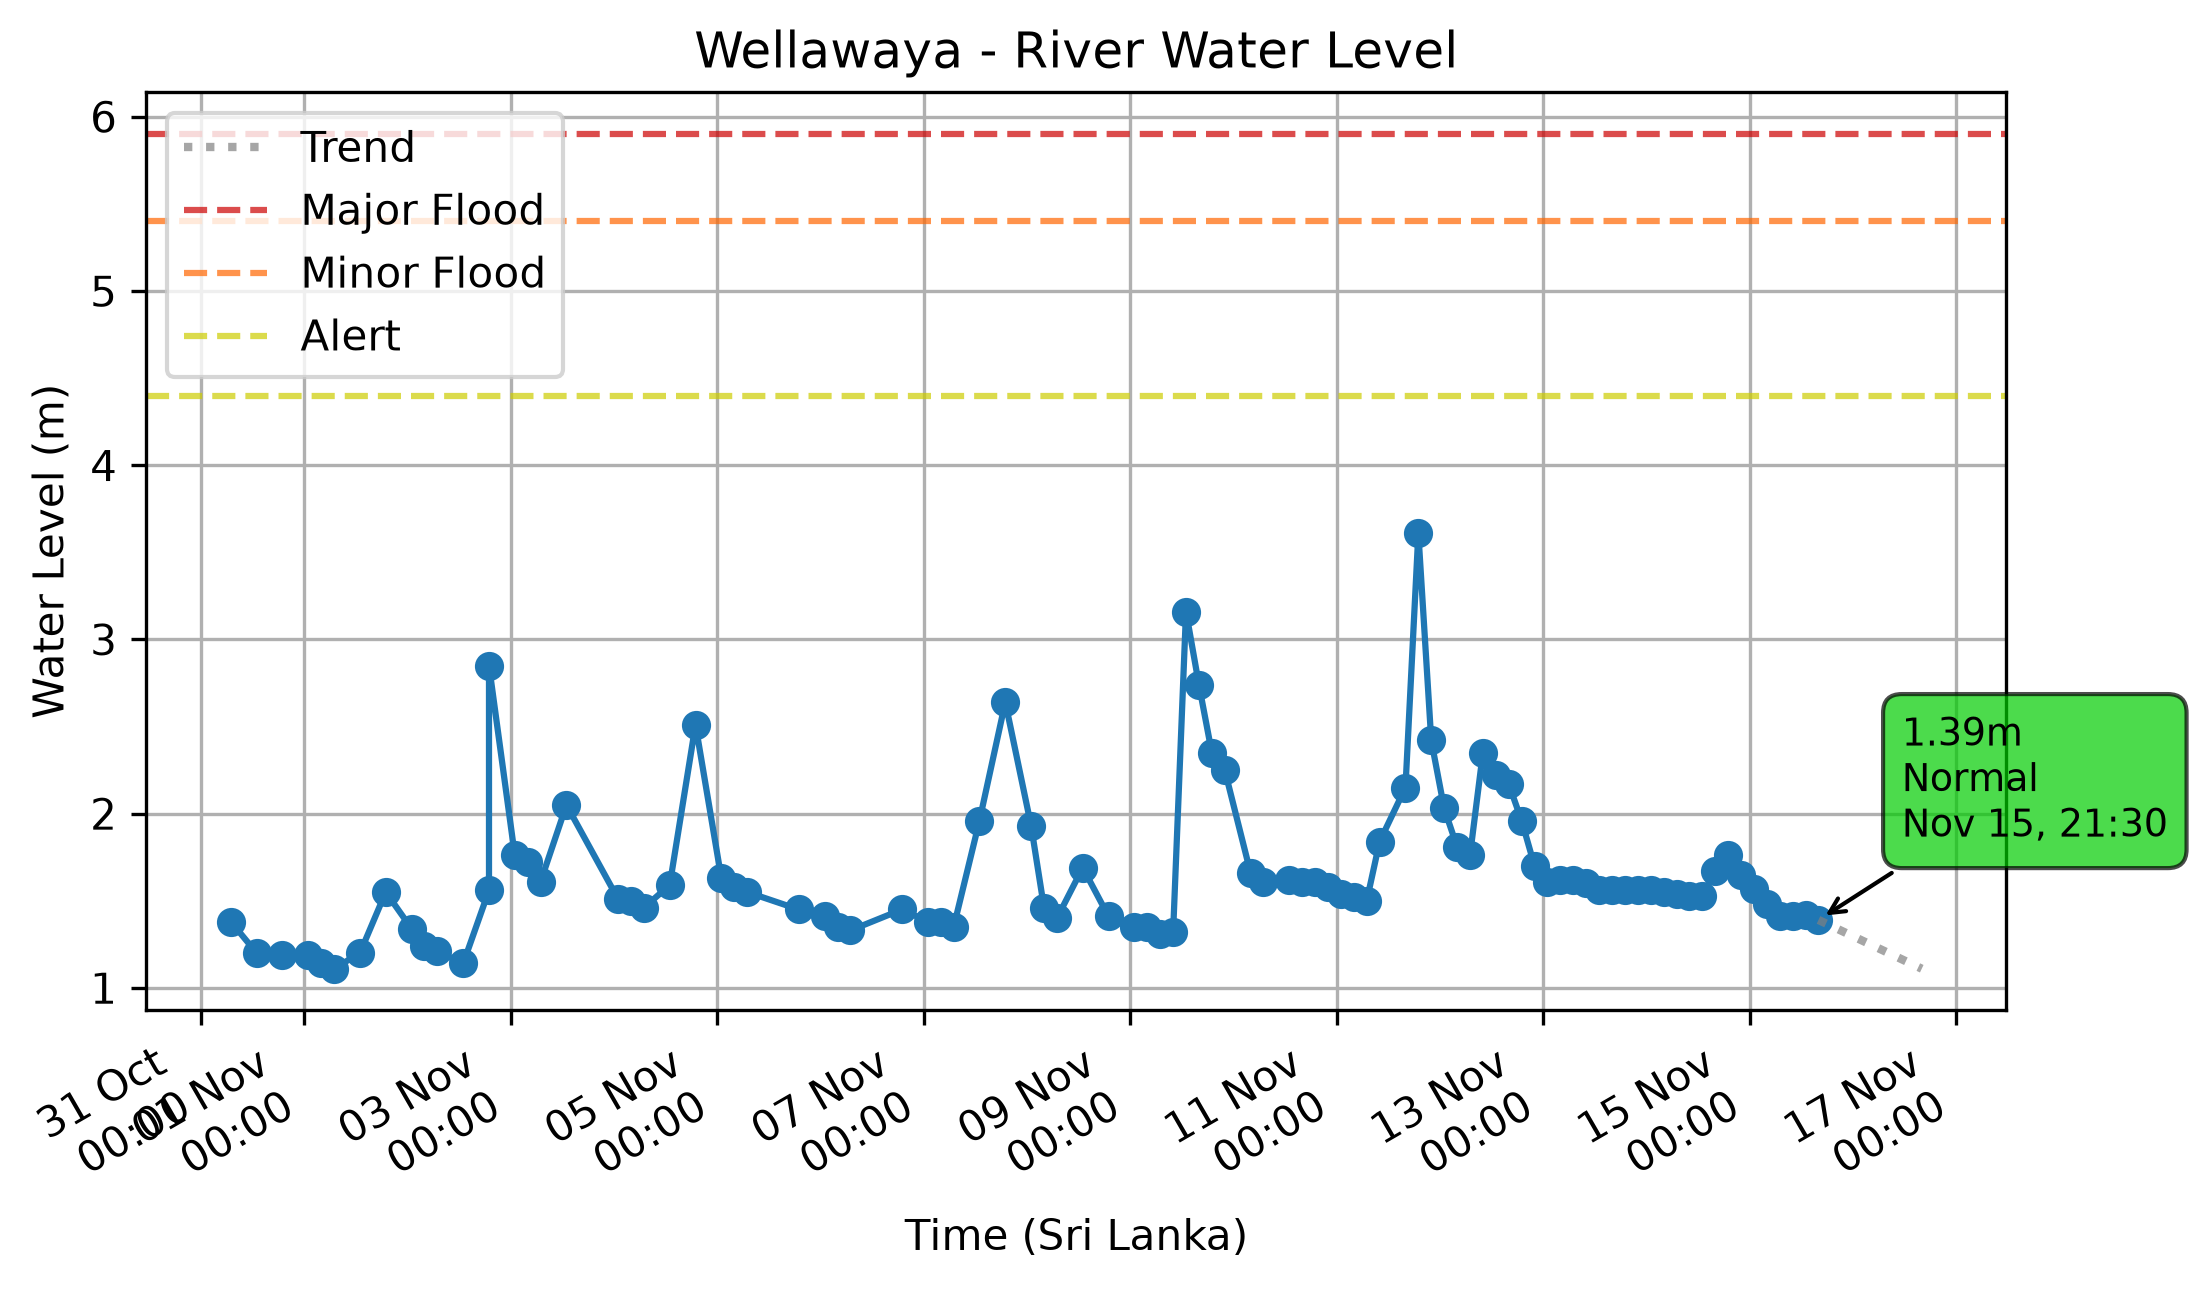 Wellawaya - River Water Level
6
5
4
3
2
1
Water Level (m)
Trend
Major Flood
Minor Flood
Alert
1.39m
Normal
Nov 15, 21:30
31 Oct
00:00
01 Nov
00:00
03 Nov
00:00
05 Nov
00:00
07 Nov
00:00
09 Nov
00:00
11 Nov
00:00
13 Nov
00:00
15 Nov
00:00
17 Nov
00:00
Time (Sri Lanka)